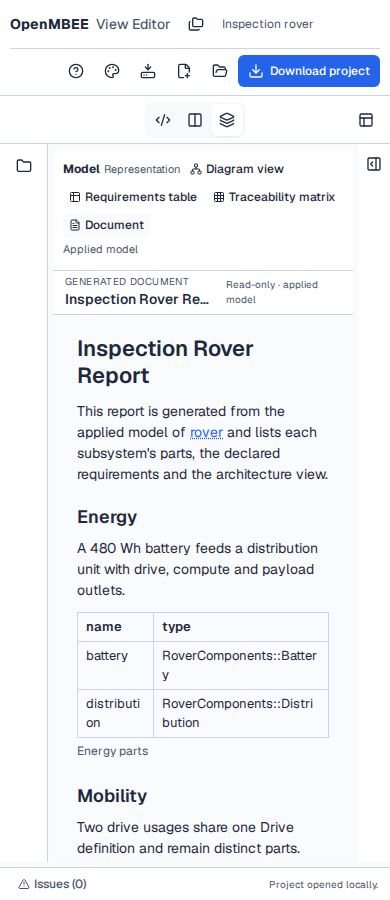 OpenMBEE View Editor Inspection rover
Download project
Model Representation Diagram view
Requirements table Traceability matrix
Document
Applied model
GENERATED DOCUMENT
Inspection Rover Re...
Read-only · applied
model
Inspection Rover
Report
This report is generated from the
applied model of rover and lists each
subsystem's parts, the declared
requirements and the architecture view.
Energy
A 480 Wh battery feeds a distribution
unit with drive, compute and payload
outlets.
name type
battery RoverComponents::Batter
y
distributi RoverComponents::Distri
on bution
Energy parts
Mobility
Two drive usages share one Drive
definition and remain distinct parts.
Issues (0) Project opened locally.